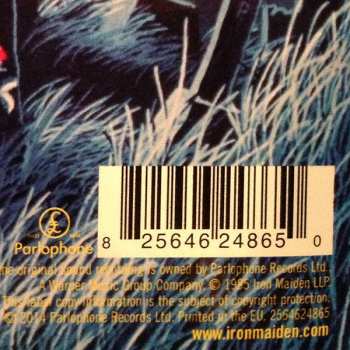 Parlophone
8 25646 24865 0
the original sound recording is owned by Parlophone Records Ltd.
A Warner Music Group Company. © 1995 Iron Maiden LLP
label copy information is the subject of copyright protection.
© 2014 Parlophone Records Ltd. Printed in the EU. 2564624865
www.ironmaiden.com